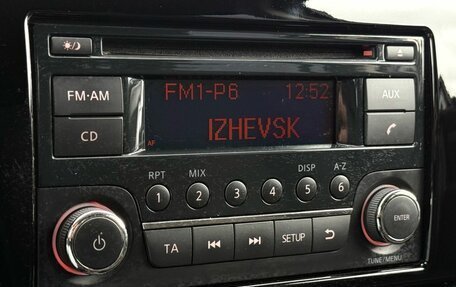 FM1-P6 12:52
FM·AM AUX
IZHEVSK
CD
AF
RPT MIX DISP A-Z
1 2 3 4 5 6
TA SETUP ENTER
TUNE/MENU